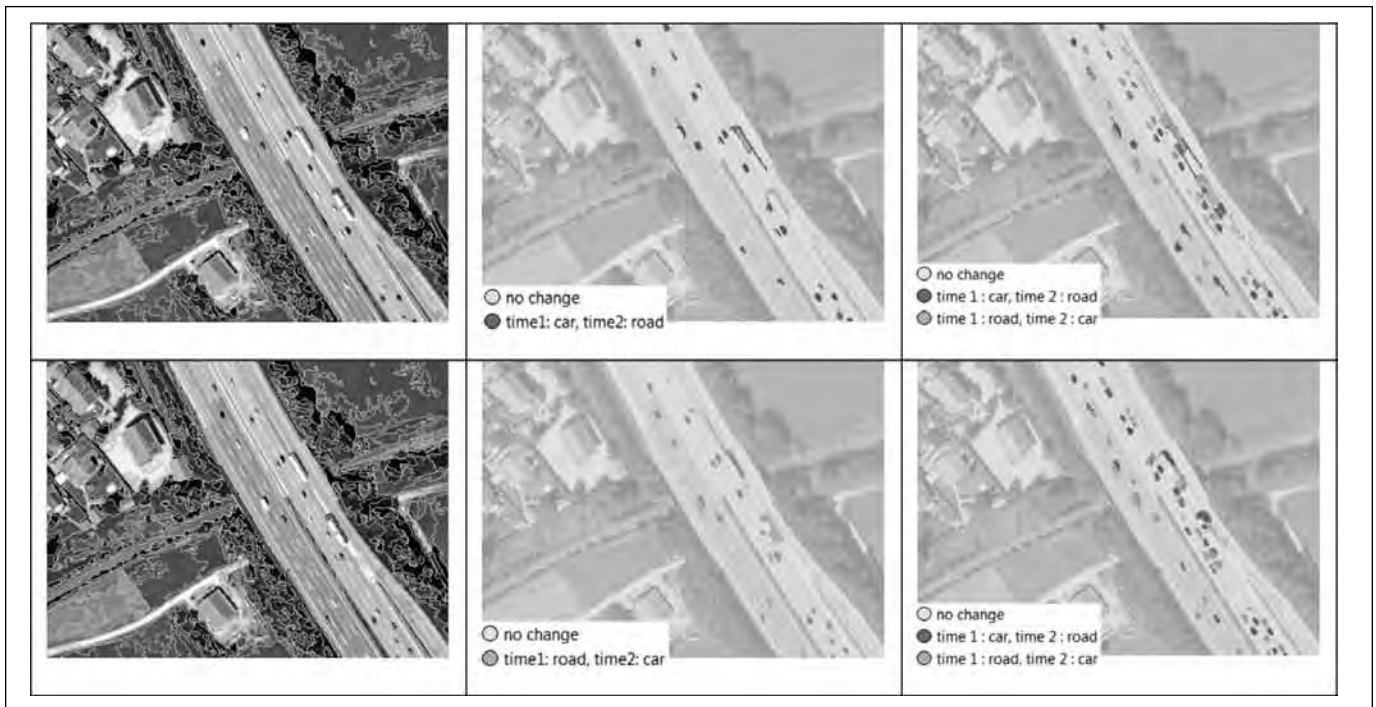 no change
time1: car, time2: road
no change
time 1 : car, time 2 : road
time 1 : road, time 2 : car
no change
time1: road, time2: car
no change
time 1 : car, time 2 : road
time 1 : road, time 2 : car